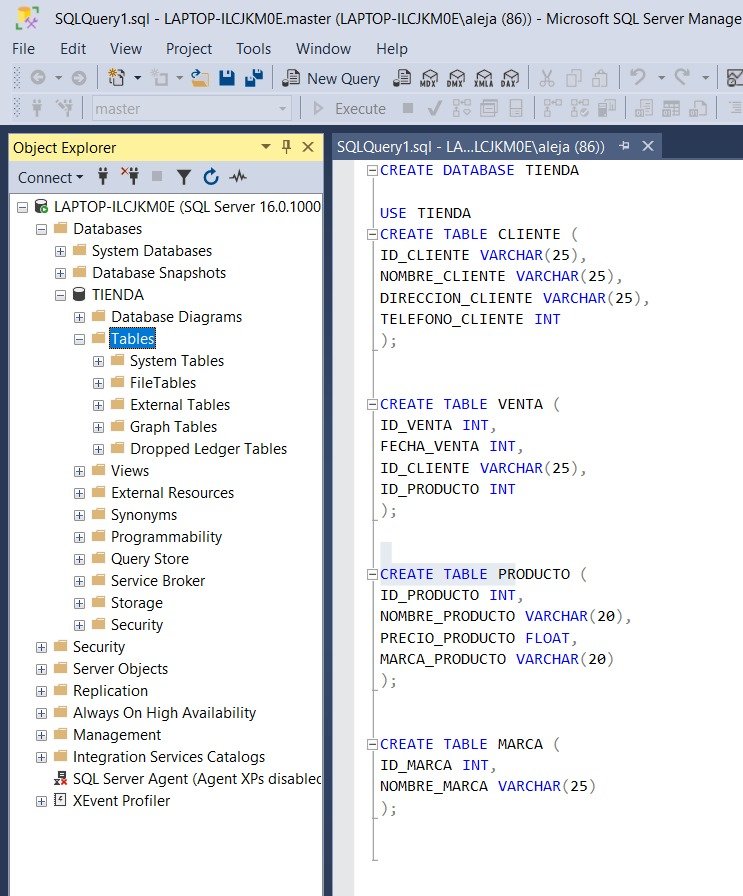 SQLQuery1.sql - LAPTOP-ILCJKM0E.master (LAPTOP-ILCJKM0E\aleja (86)) - Microsoft SQL Server Manage
File Edit View Project Tools Window Help
New Query MDX DMX XMLA DAX
master Execute
Object Explorer
Connect
LAPTOP-ILCJKM0E (SQL Server 16.0.1000
Databases
System Databases
Database Snapshots
TIENDA
Database Diagrams
Tables
System Tables
FileTables
External Tables
Graph Tables
Dropped Ledger Tables
Views
External Resources
Synonyms
Programmability
Query Store
Service Broker
Storage
Security
Security
Server Objects
Replication
Always On High Availability
Management
Integration Services Catalogs
SQL Server Agent (Agent XPs disablec
XEvent Profiler
SQLQuery1.sql - LA...LCJKM0E\aleja (86))
CREATE DATABASE TIENDA
USE TIENDA
CREATE TABLE CLIENTE (
ID_CLIENTE VARCHAR(25),
NOMBRE_CLIENTE VARCHAR(25),
DIRECCION_CLIENTE VARCHAR(25),
TELEFONO_CLIENTE INT
);
CREATE TABLE VENTA (
ID_VENTA INT,
FECHA_VENTA INT,
ID_CLIENTE VARCHAR(25),
ID_PRODUCTO INT
);
CREATE TABLE PRODUCTO (
ID_PRODUCTO INT,
NOMBRE_PRODUCTO VARCHAR(20),
PRECIO_PRODUCTO FLOAT,
MARCA_PRODUCTO VARCHAR(20)
);
CREATE TABLE MARCA (
ID_MARCA INT,
NOMBRE_MARCA VARCHAR(25)
);